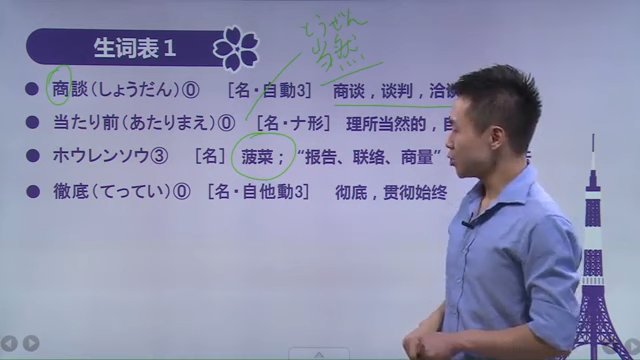 生词表1
とうぜん
当然
商談(しょうだん)⓪ [名・自動3] 商谈，谈判，洽
当たり前(あたりまえ)⓪ [名・ナ形] 理所当然的，
ホウレンソウ③ [名] 菠菜；“报告、联络、商量”
徹底(てってい)⓪ [名・自他動3] 彻底，贯彻始终